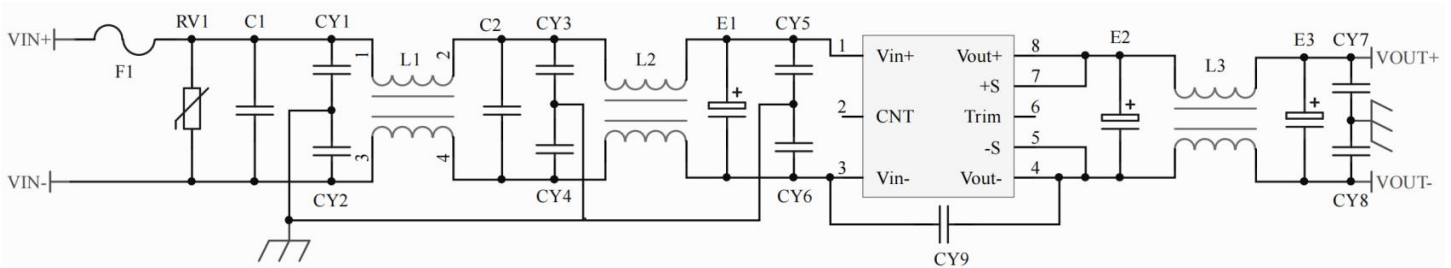 VIN+
F1
RV1
C1
CY1
1
L1
2
C2
CY3
L2
E1
CY5
1
Vin+
Vout+
8
E2
L3
E3
CY7
VOUT+
+S
7
+
+
+
2
CNT
Trim
6
-S
5
3
4
VIN-
CY2
CY4
CY6
3
Vin-
Vout-
4
CY8
VOUT-
CY9